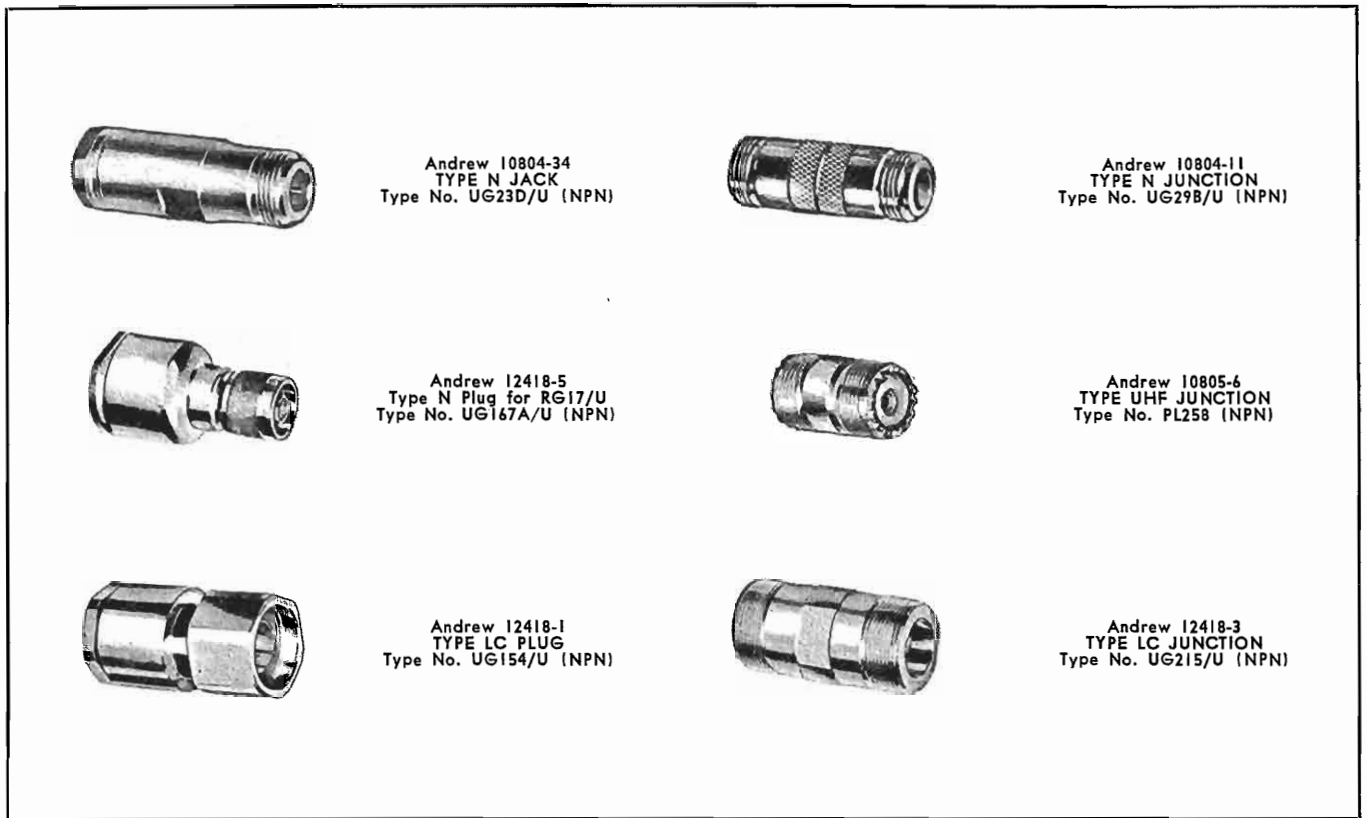 Andrew 10804-34
TYPE N JACK
Type No. UG23D/U (NPN)
Andrew 10804-11
TYPE N JUNCTION
Type No. UG29B/U (NPN)
Andrew 12418-5
Type N Plug for RG17/U
Type No. UG167A/U (NPN)
Andrew 10805-6
TYPE UHF JUNCTION
Type No. PL258 (NPN)
Andrew 12418-1
TYPE LC PLUG
Type No. UG154/U (NPN)
Andrew 12418-3
TYPE LC JUNCTION
Type No. UG215/U (NPN)